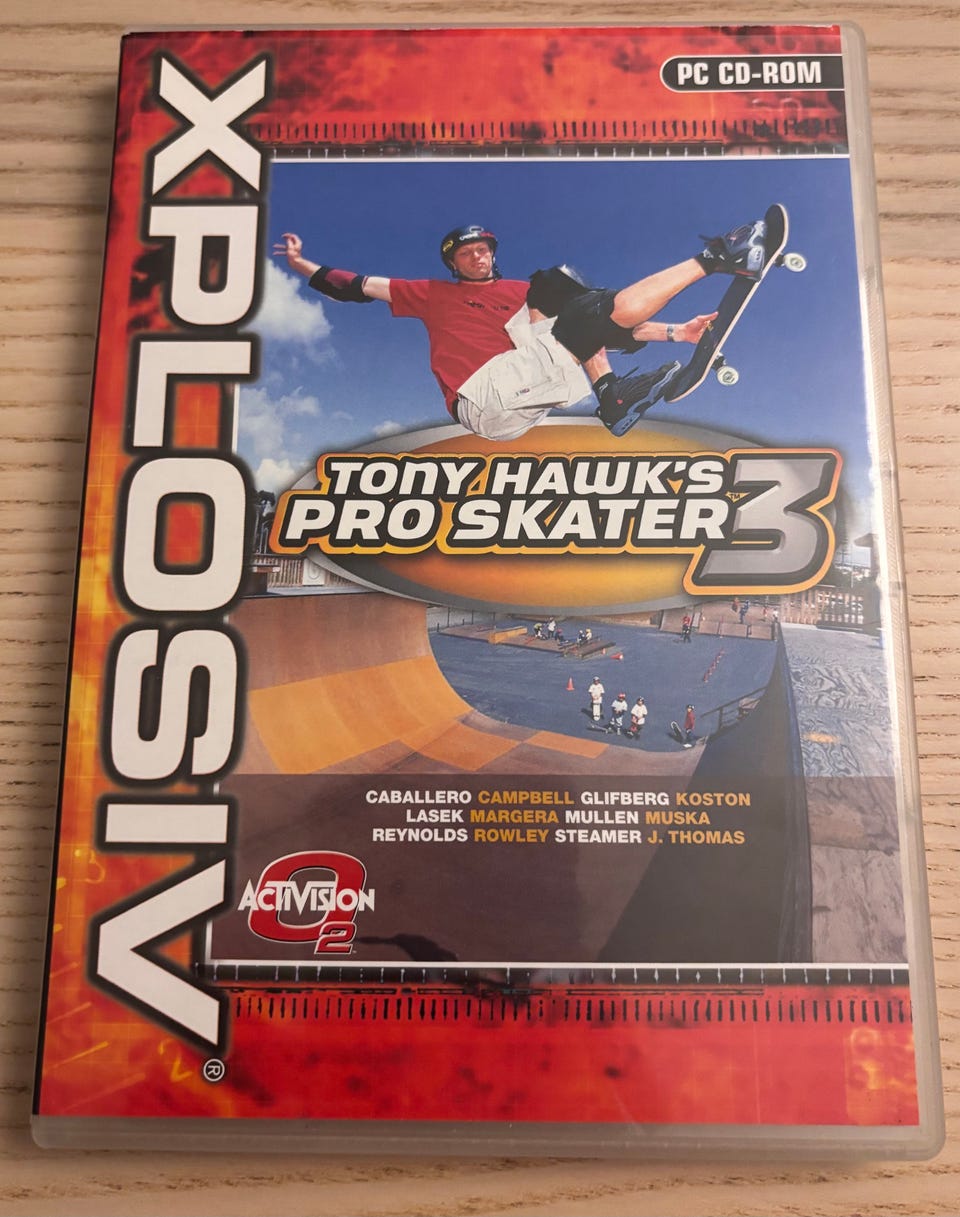 PC CD-ROM
XPLOSIV®
TONY HAWK'S
PRO SKATER 3™
CABALLERO CAMPBELL GLIFBERG KOSTON
LASEK MARGERA MULLEN MUSKA
REYNOLDS ROWLEY STEAMER J. THOMAS
ACTIVISION
O2